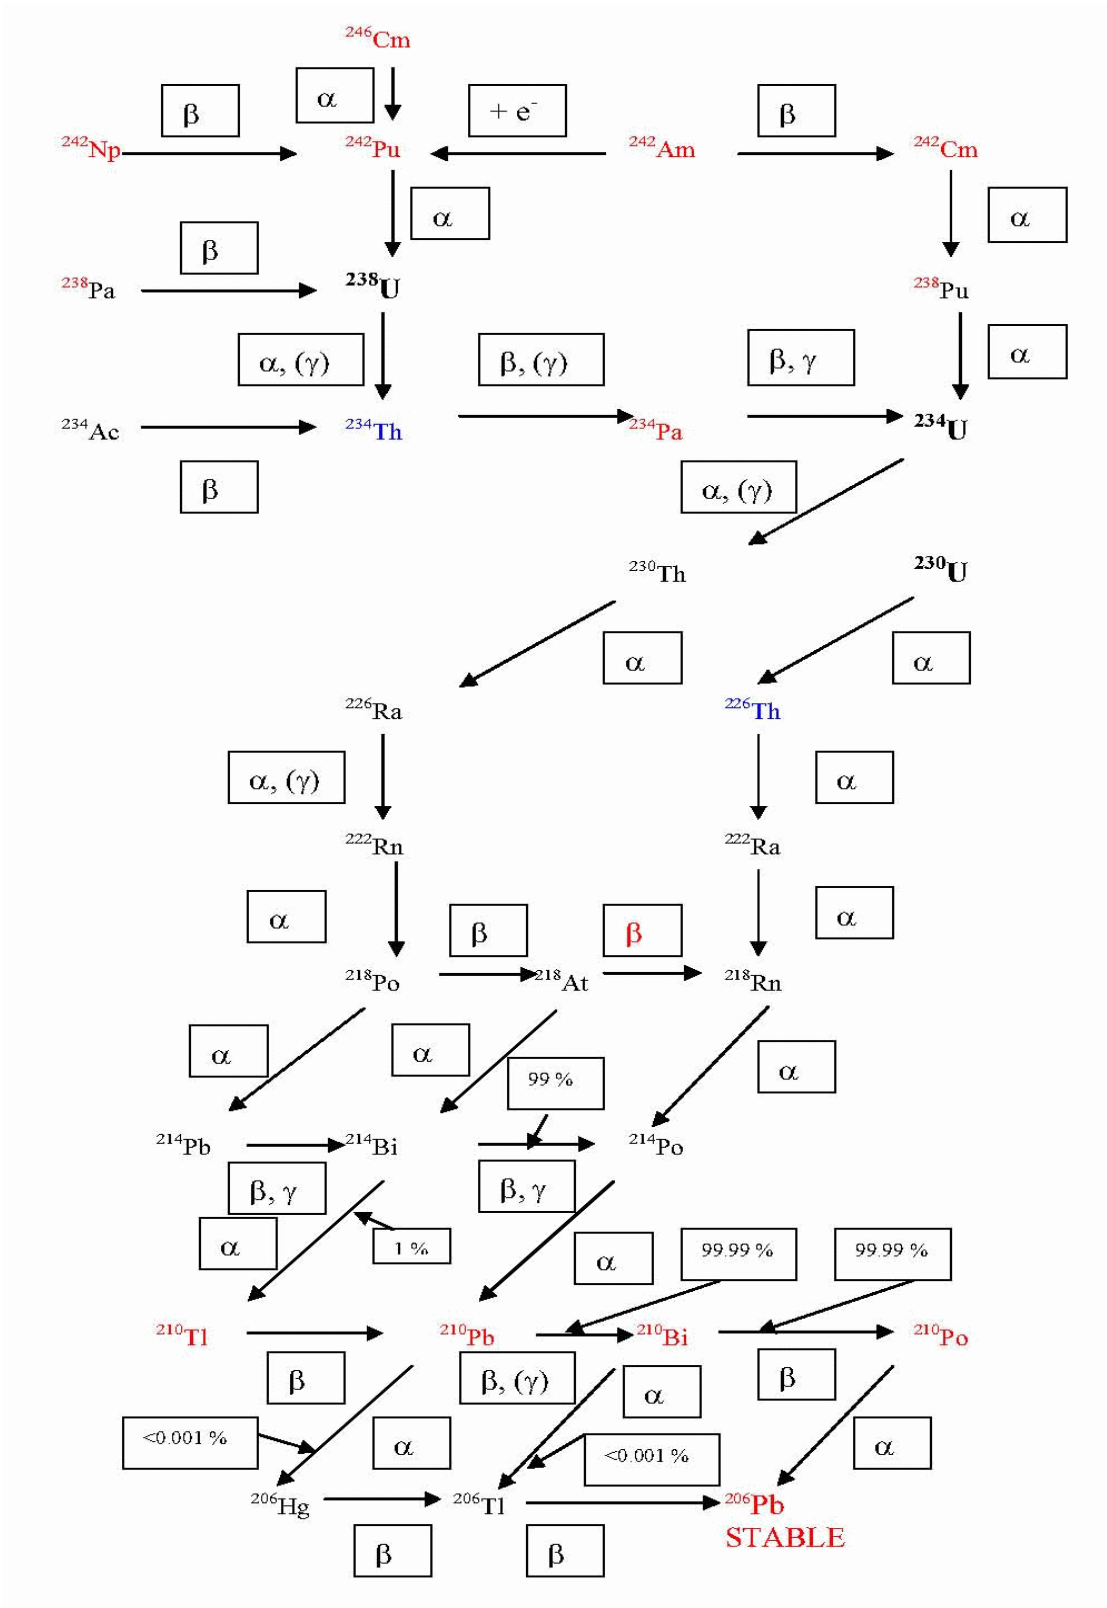 ²⁴⁶Cm
α
β
+ e⁻
β
²⁴²Np
²⁴²Pu
²⁴²Am
²⁴²Cm
α
α
β
²³⁸Pa
²³⁸U
²³⁸Pu
α, (γ)
β, (γ)
β, γ
α
²³⁴Ac
²³⁴Th
²³⁴Pa
²³⁴U
β
α, (γ)
²³⁰Th
²³⁰U
α
α
²²⁶Ra
²²⁶Th
α, (γ)
α
²²²Rn
²²²Ra
α
β
β
α
²¹⁸Po
²¹⁸At
²¹⁸Rn
α
α
99 %
α
²¹⁴Pb
²¹⁴Bi
²¹⁴Po
β, γ
β, γ
α
1 %
α
99.99 %
99.99 %
²¹⁰Tl
²¹⁰Pb
²¹⁰Bi
²¹⁰Po
β
β, (γ)
α
β
<0.001 %
α
<0.001 %
α
²⁰⁶Hg
²⁰⁶Tl
²⁰⁶Pb
STABLE
β
β